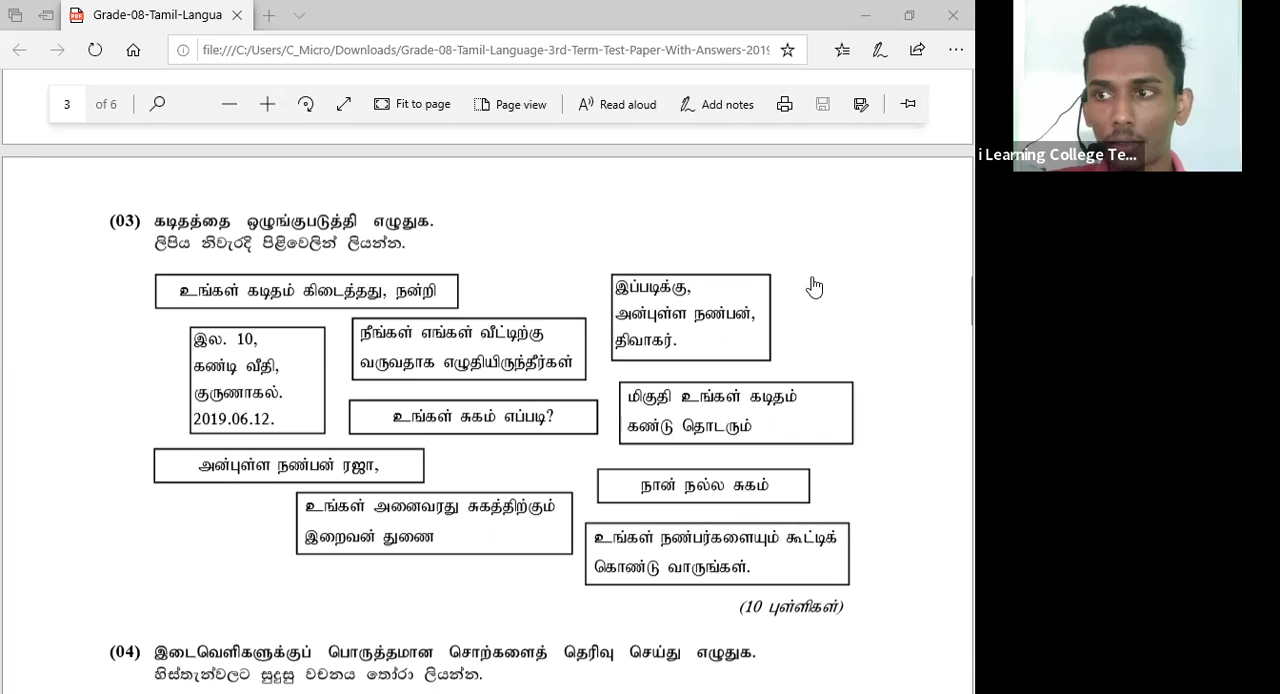 Grade-08-Tamil-Langua
file:///C:/Users/C_Micro/Downloads/Grade-08-Tamil-Language-3rd-Term-Test-Paper-With-Answers-2019
3 of 6
Fit to page
Page view
Read aloud
Add notes
i Learning College Te...
(03) கடிதத்தை ஒழுங்குபடுத்தி எழுதுக.
ලිපිය නිවැරදි පිළිවෙලින් ලියන්න.
உங்கள் கடிதம் கிடைத்தது, நன்றி
இப்படிக்கு,
அன்புள்ள நண்பன்,
திவாகர்.
இல. 10,
கண்டி வீதி,
குருணாகல்.
2019.06.12.
நீங்கள் எங்கள் வீட்டிற்கு
வருவதாக எழுதியிருந்தீர்கள்
மிகுதி உங்கள் கடிதம்
கண்டு தொடரும்
உங்கள் சுகம் எப்படி?
அன்புள்ள நண்பன் ரஜா,
நான் நல்ல சுகம்
உங்கள் அனைவரது சுகத்திற்கும்
இறைவன் துணை
உங்கள் நண்பர்களையும் கூட்டிக்
கொண்டு வாருங்கள்.
(10 புள்ளிகள்)
(04) இடைவெளிகளுக்குப் பொருத்தமான சொற்களைத் தெரிவு செய்து எழுதுக.
හිස්තැන්වලට සුදුසු වචනය තෝරා ලියන්න.